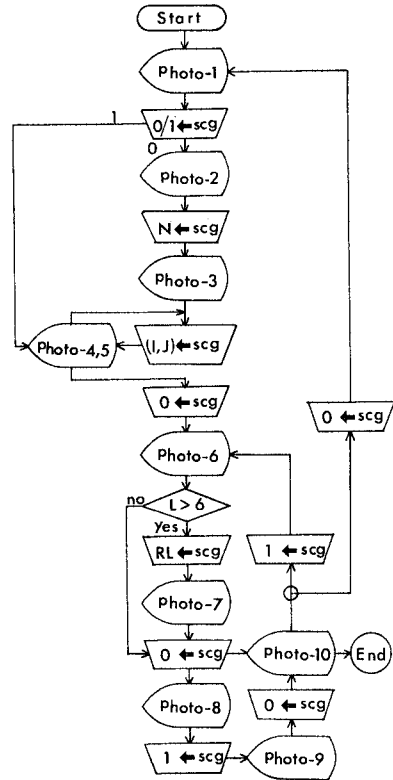 Start
Photo-1
1
0/1 ← scg
0
Photo-2
N ← scg
Photo-3
Photo-4,5
(I,J) ← scg
0 ← scg
0 ← scg
Photo-6
no
L > 6
yes
RL ← scg
1 ← scg
Photo-7
0 ← scg
Photo-10
End
Photo-8
0 ← scg
1 ← scg
Photo-9